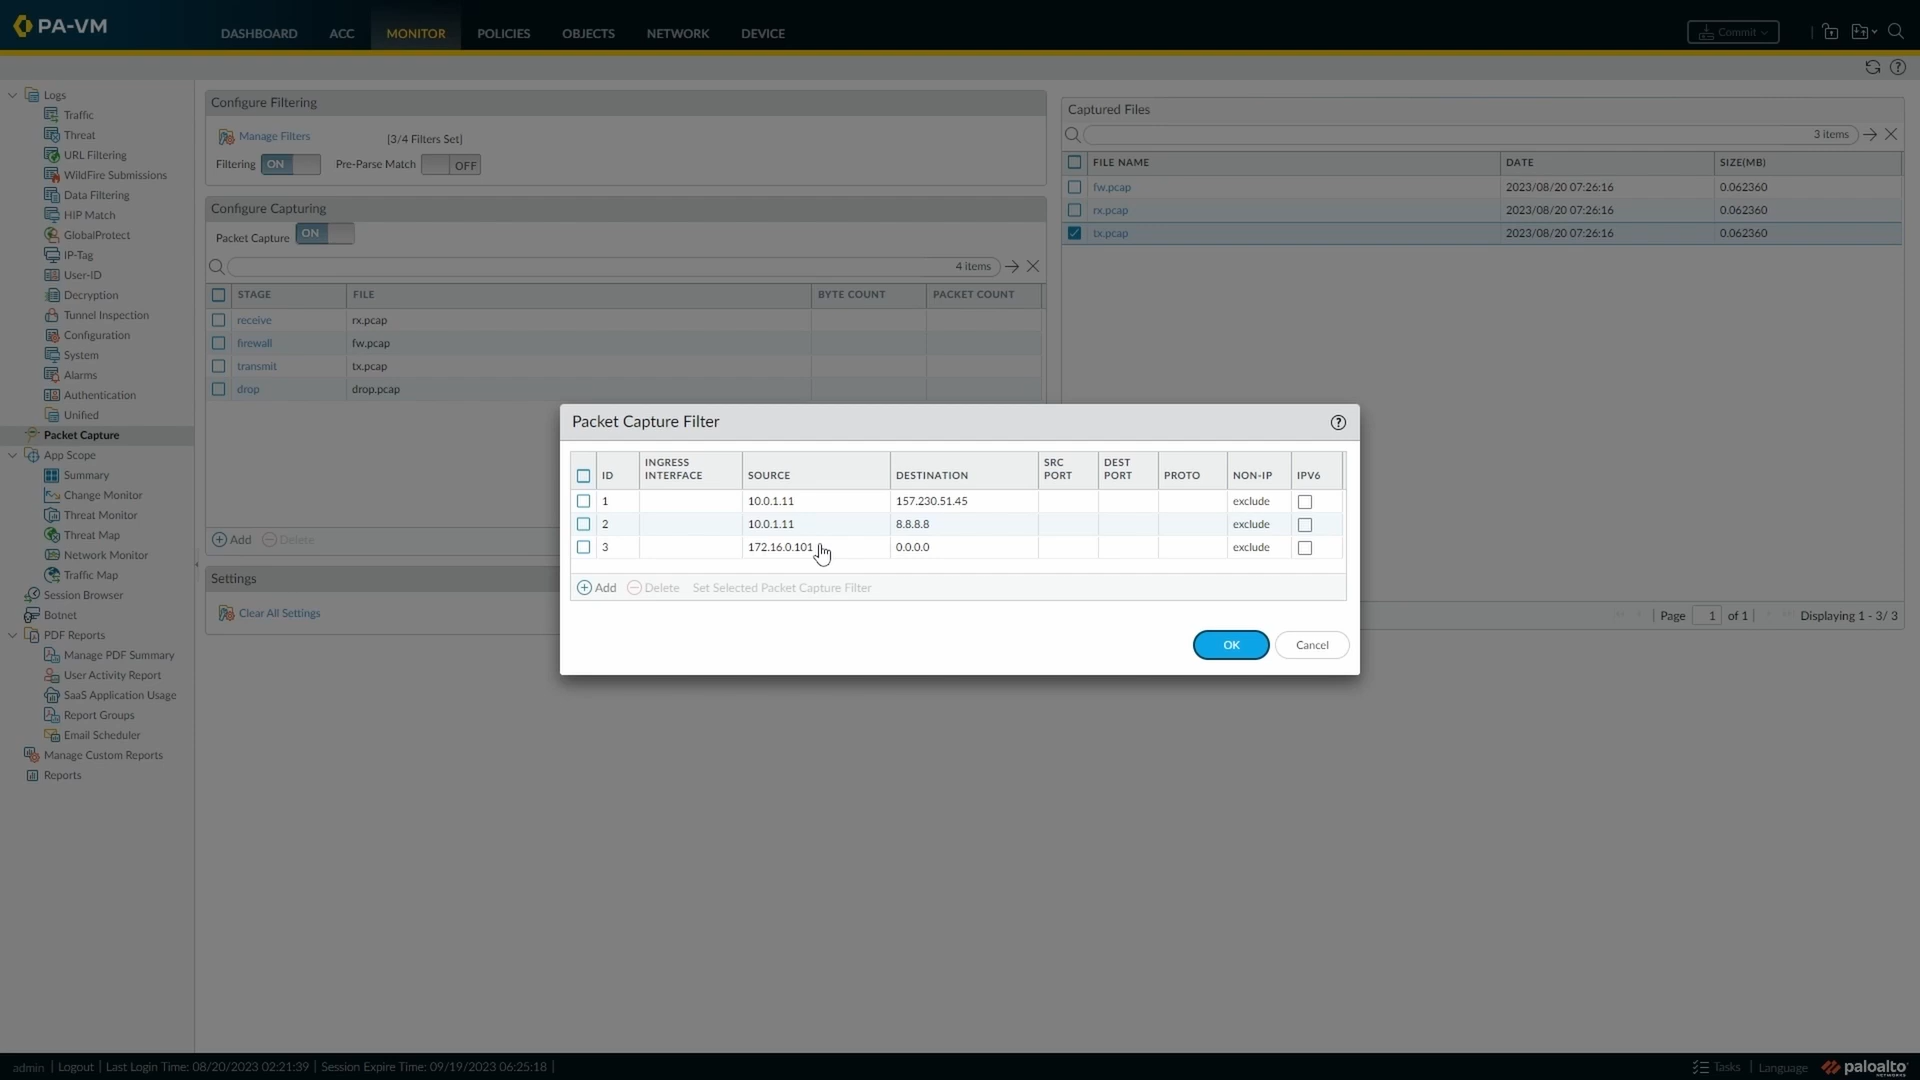 PA-VM
DASHBOARD ACC MONITOR POLICIES OBJECTS NETWORK DEVICE
Commit
Logs
Traffic
Threat
URL Filtering
WildFire Submissions
Data Filtering
HIP Match
GlobalProtect
IP-Tag
User-ID
Decryption
Tunnel Inspection
Configuration
System
Alarms
Authentication
Unified
Packet Capture
App Scope
Summary
Change Monitor
Threat Monitor
Threat Map
Network Monitor
Traffic Map
Session Browser
Botnet
PDF Reports
Manage PDF Summary
User Activity Report
SaaS Application Usage
Report Groups
Email Scheduler
Manage Custom Reports
Reports
Configure Filtering
Manage Filters [3/4 Filters Set]
Filtering ON Pre-Parse Match OFF
Configure Capturing
Packet Capture ON
4 items
STAGE FILE BYTE COUNT PACKET COUNT
receive rx.pcap
firewall fw.pcap
transmit tx.pcap
drop drop.pcap
Add Delete
Settings
Clear All Settings
Captured Files
3 items
FILE NAME DATE SIZE(MB)
fw.pcap 2023/08/20 07:26:16 0.062360
rx.pcap 2023/08/20 07:26:16 0.062360
tx.pcap 2023/08/20 07:26:16 0.062360
Page 1 of 1 Displaying 1 - 3/ 3
Packet Capture Filter
ID INGRESS INTERFACE SOURCE DESTINATION SRC PORT DEST PORT PROTO NON-IP IPV6
1 10.0.1.11 157.230.51.45 exclude
2 10.0.1.11 8.8.8.8 exclude
3 172.16.0.101 0.0.0.0 exclude
Add Delete Set Selected Packet Capture Filter
OK Cancel
admin | Logout | Last Login Time: 08/20/2023 02:21:39 | Session Expire Time: 09/19/2023 06:25:18 |
Tasks | Language paloalto NETWORKS